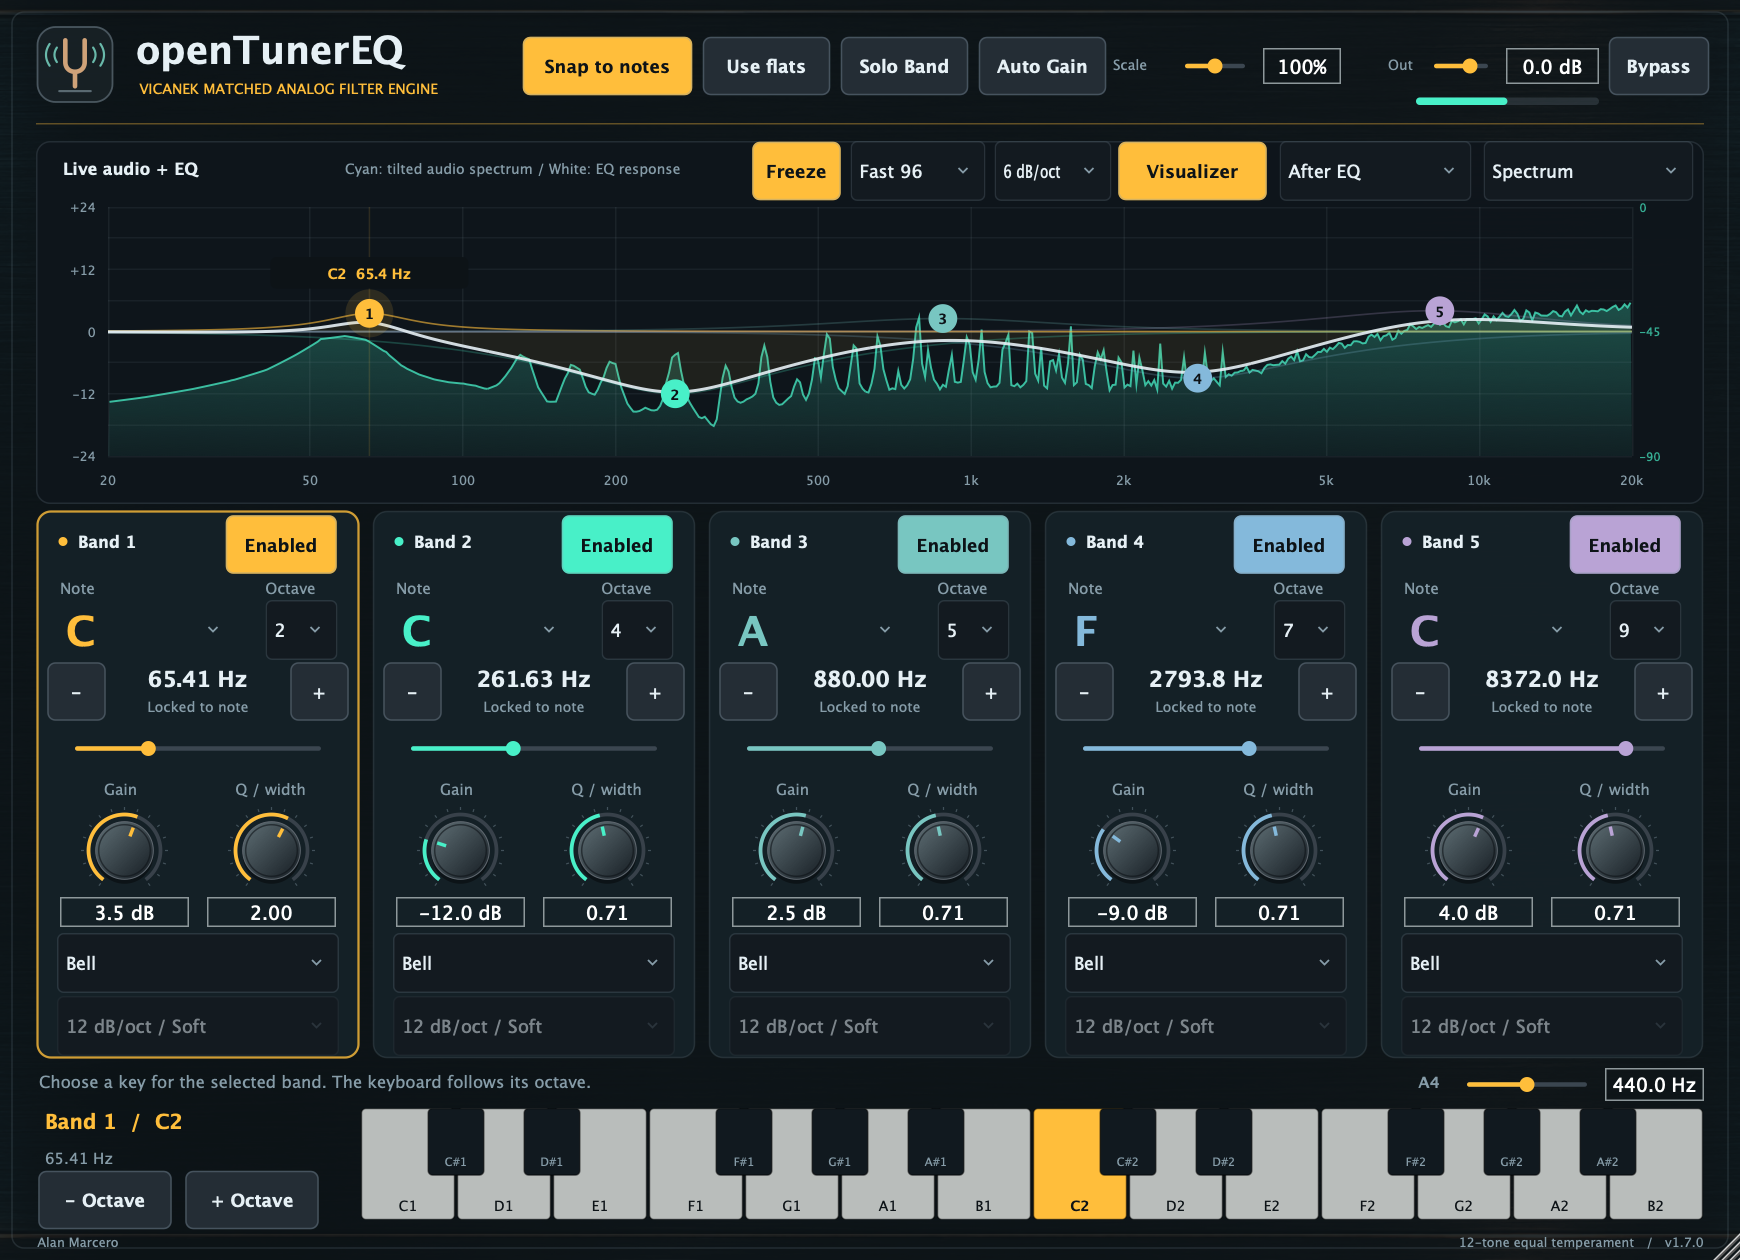 openTunerEQ
VICANEK MATCHED ANALOG FILTER ENGINE
Snap to notes Use flats Solo Band Auto Gain Scale 100% Out 0.0 dB Bypass
Live audio + EQ Cyan: tilted audio spectrum / White: EQ response Freeze Fast 96 6 dB/oct Visualizer After EQ Spectrum
+24 0
+12
C2 65.4 Hz
1 3 5
0 -45
4
-12 2
-24 -90
20 50 100 200 500 1k 2k 5k 10k 20k
Band 1 Enabled Band 2 Enabled Band 3 Enabled Band 4 Enabled Band 5 Enabled
Note Octave Note Octave Note Octave Note Octave Note Octave
C 2 C 4 A 5 F 7 C 9
- 65.41 Hz + - 261.63 Hz + - 880.00 Hz + - 2793.8 Hz + - 8372.0 Hz +
Locked to note Locked to note Locked to note Locked to note Locked to note
Gain Q / width Gain Q / width Gain Q / width Gain Q / width Gain Q / width
3.5 dB 2.00 -12.0 dB 0.71 2.5 dB 0.71 -9.0 dB 0.71 4.0 dB 0.71
Bell Bell Bell Bell Bell
12 dB/oct / Soft 12 dB/oct / Soft 12 dB/oct / Soft 12 dB/oct / Soft 12 dB/oct / Soft
Choose a key for the selected band. The keyboard follows its octave. A4 440.0 Hz
Band 1 / C2
65.41 Hz
C#1 D#1 F#1 G#1 A#1 C#2 D#2 F#2 G#2 A#2
- Octave + Octave
C1 D1 E1 F1 G1 A1 B1 C2 D2 E2 F2 G2 A2 B2
Alan Marcero 12-tone equal temperament / v1.7.0